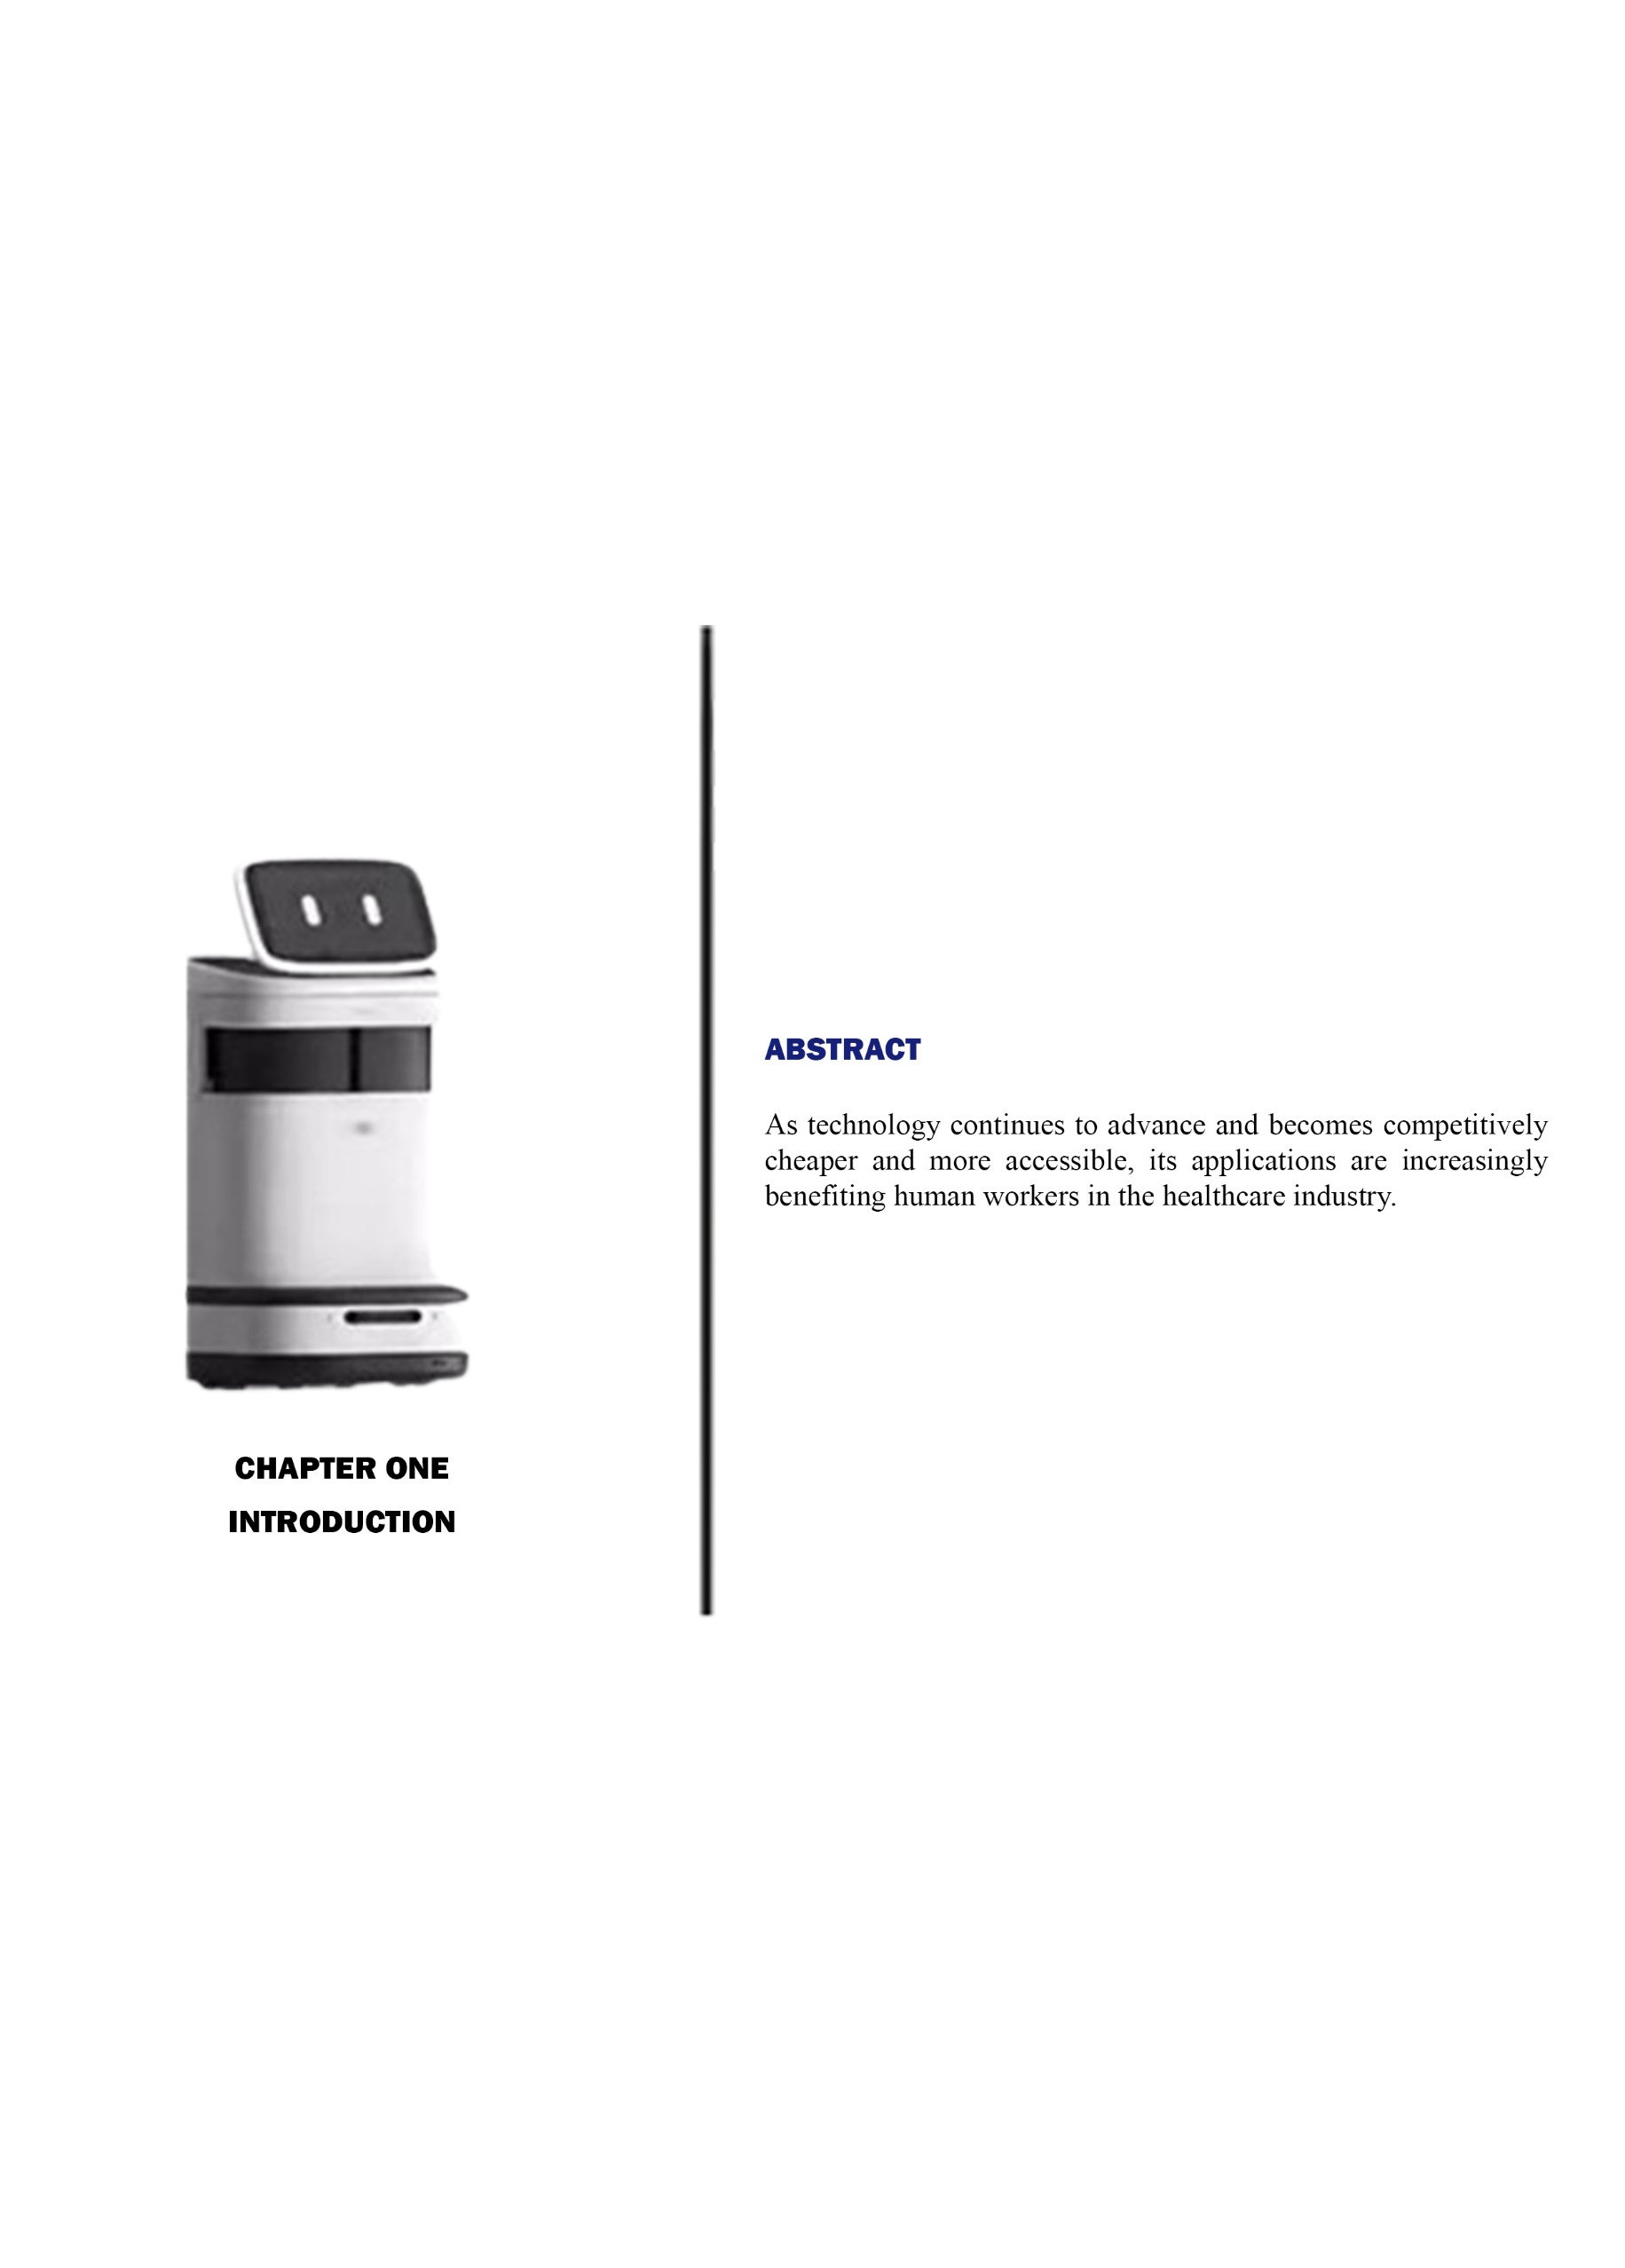 CHAPTER ONE
INTRODUCTION
ABSTRACT
As technology continues to advance and becomes competitively
cheaper and more accessible, its applications are increasingly
benefiting human workers in the healthcare industry.